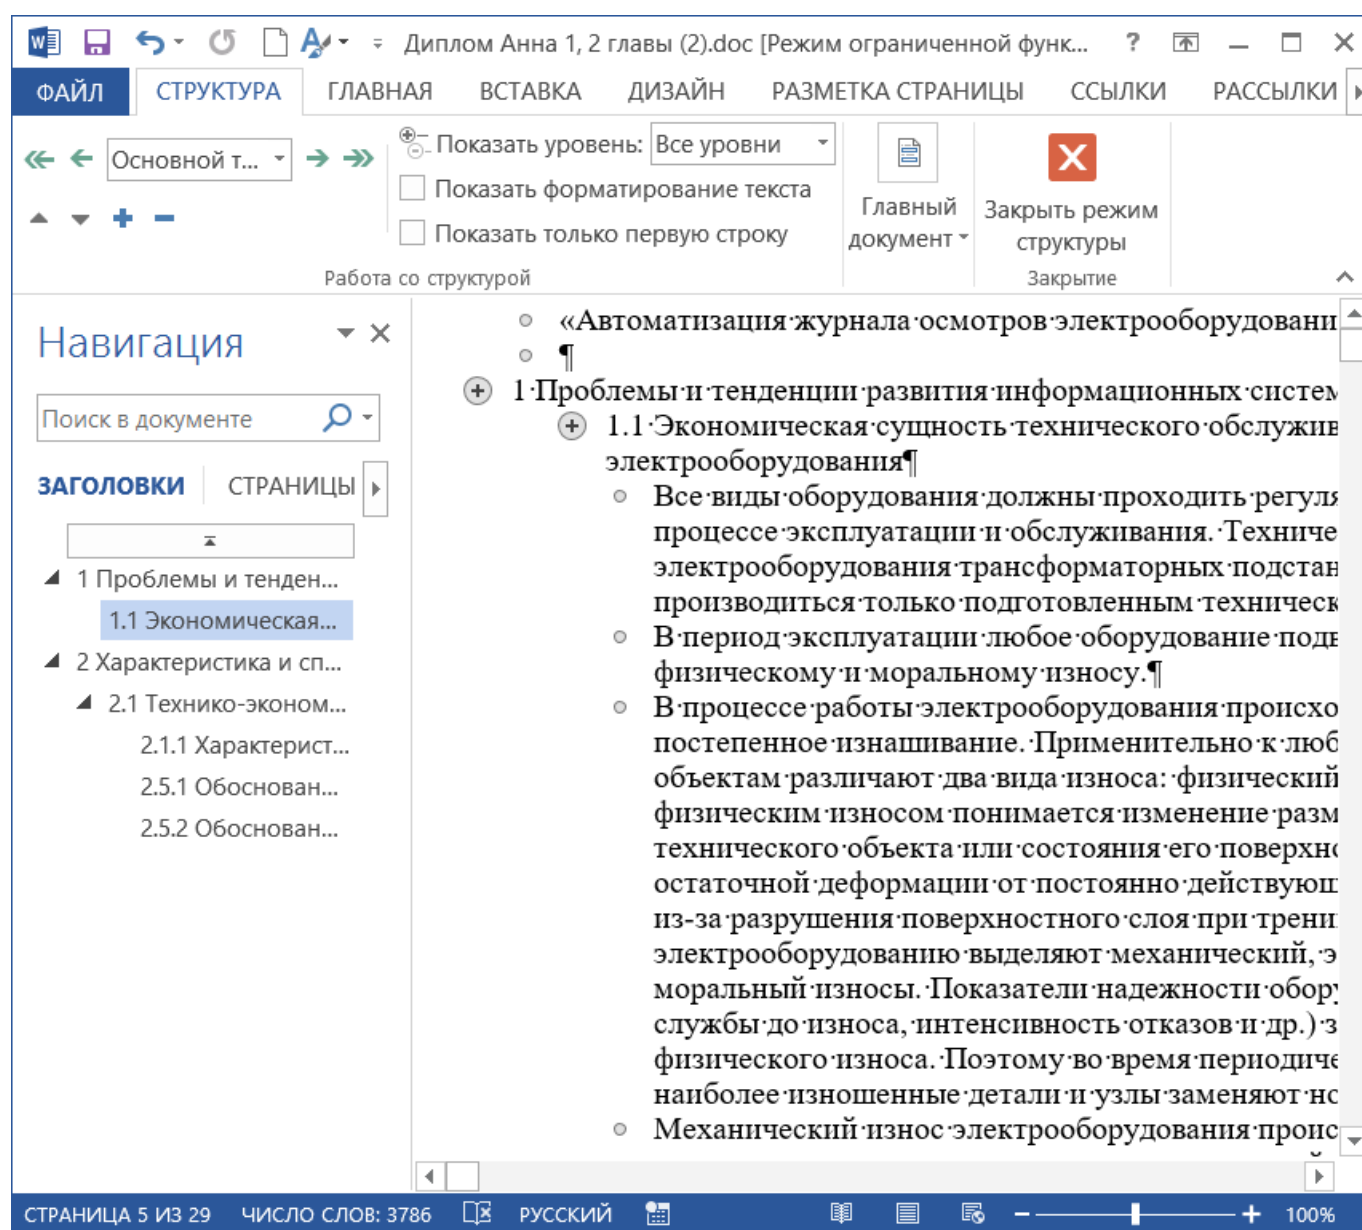 Диплом Анна 1, 2 главы (2).doc [Режим ограниченной функ... ?
ФАЙЛ СТРУКТУРА ГЛАВНАЯ ВСТАВКА ДИЗАЙН РАЗМЕТКА СТРАНИЦЫ ССЫЛКИ РАССЫЛКИ
Основной т...
Показать уровень: Все уровни
Показать форматирование текста
Показать только первую строку
Работа со структурой
Главный
документ
Закрыть режим
структуры
Закрытие
Навигация
Поиск в документе
ЗАГОЛОВКИ СТРАНИЦЫ
1 Проблемы и тенден...
1.1 Экономическая...
2 Характеристика и сп...
2.1 Технико-эконом...
2.1.1 Характерист...
2.5.1 Обоснован...
2.5.2 Обоснован...
«Автоматизация·журнала·осмотров·электрооборудовани
¶
1·Проблемы·и·тенденции·развития·информационных·систем
1.1·Экономическая·сущность·технического·обслужив
электрооборудования¶
Все·виды·оборудования·должны·проходить·регуля
процессе·эксплуатации·и·обслуживания.·Техниче
электрооборудования·трансформаторных·подстан
производиться·только·подготовленным·техническ
В·период·эксплуатации·любое·оборудование·подв
физическому·и·моральному·износу.¶
В·процессе·работы·электрооборудования·происхо
постепенное·изнашивание.·Применительно·к·люб
объектам·различают·два·вида·износа:·физический
физическим·износом·понимается·изменение·разм
технического·объекта·или·состояния·его·поверхно
остаточной·деформации·от·постоянно·действующ
из-за·разрушения·поверхностного·слоя·при·трени
электрооборудованию·выделяют·механический,·э
моральный·износы.·Показатели·надежности·обору
службы·до·износа,·интенсивность·отказов·и·др.)·з
физического·износа.·Поэтому·во·время·периодиче
наиболее·изношенные·детали·и·узлы·заменяют·но
Механический·износ·электрооборудования·проис
СТРАНИЦА 5 ИЗ 29 ЧИСЛО СЛОВ: 3786 РУССКИЙ 100%